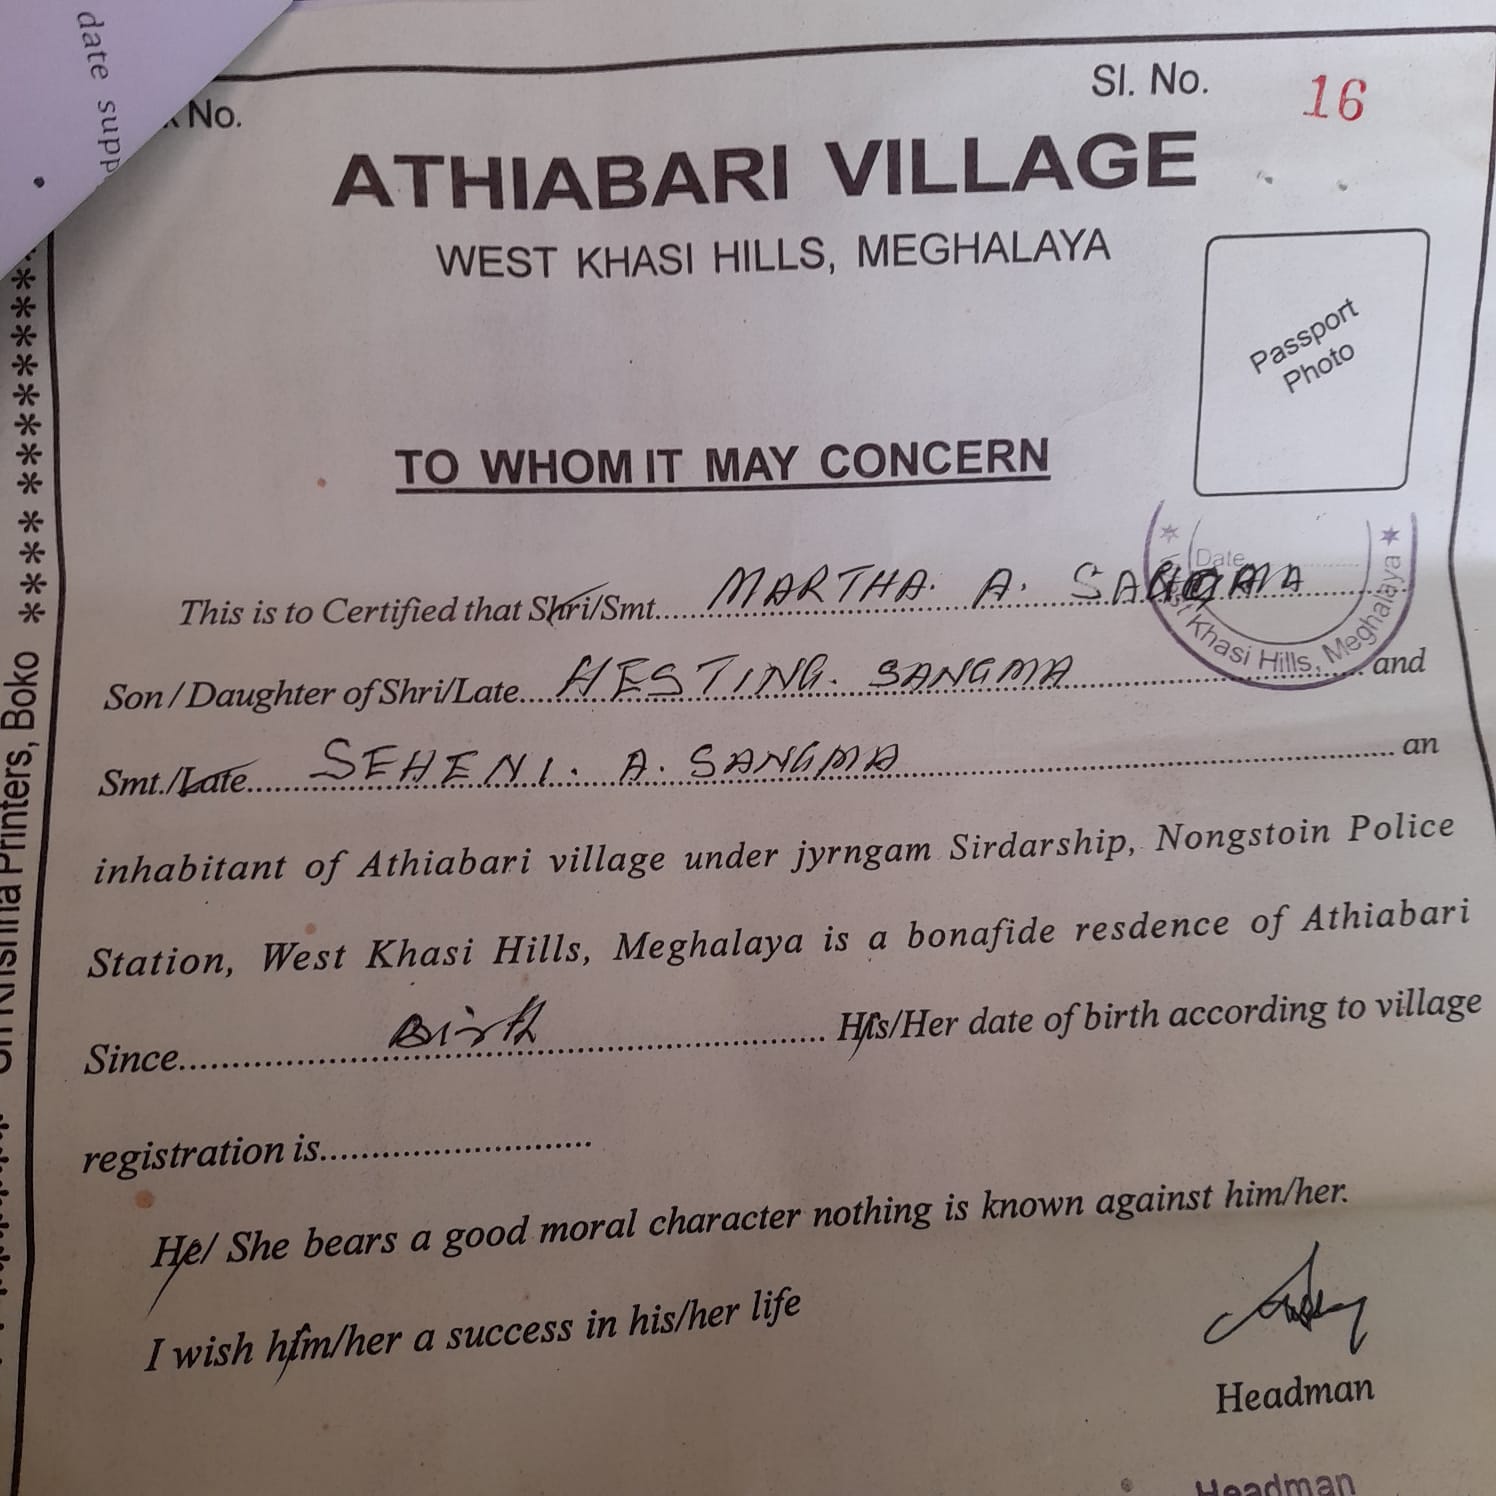 date supp
No.
Sl. No. 16
ATHIABARI VILLAGE
WEST KHASI HILLS, MEGHALAYA
Passport
Photo
TO WHOM IT MAY CONCERN
Date
Khasi Hills, Meghalaya
This is to Certified that Shri/Smt.... MARTHA. A. SANGMA
Son / Daughter of Shri/Late.... HESTING. SANGMA ....and
Smt./Late.... SEHENI. A. SANGMA .... an
inhabitant of Athiabari village under jyrngam Sirdarship, Nongstoin Police
Station, West Khasi Hills, Meghalaya is a bonafide resdence of Athiabari
Since.... Birth .... His/Her date of birth according to village
registration is............................
He/ She bears a good moral character nothing is known against him/her.
I wish him/her a success in his/her life
Headman
Headman
Krishna Printers, Boko